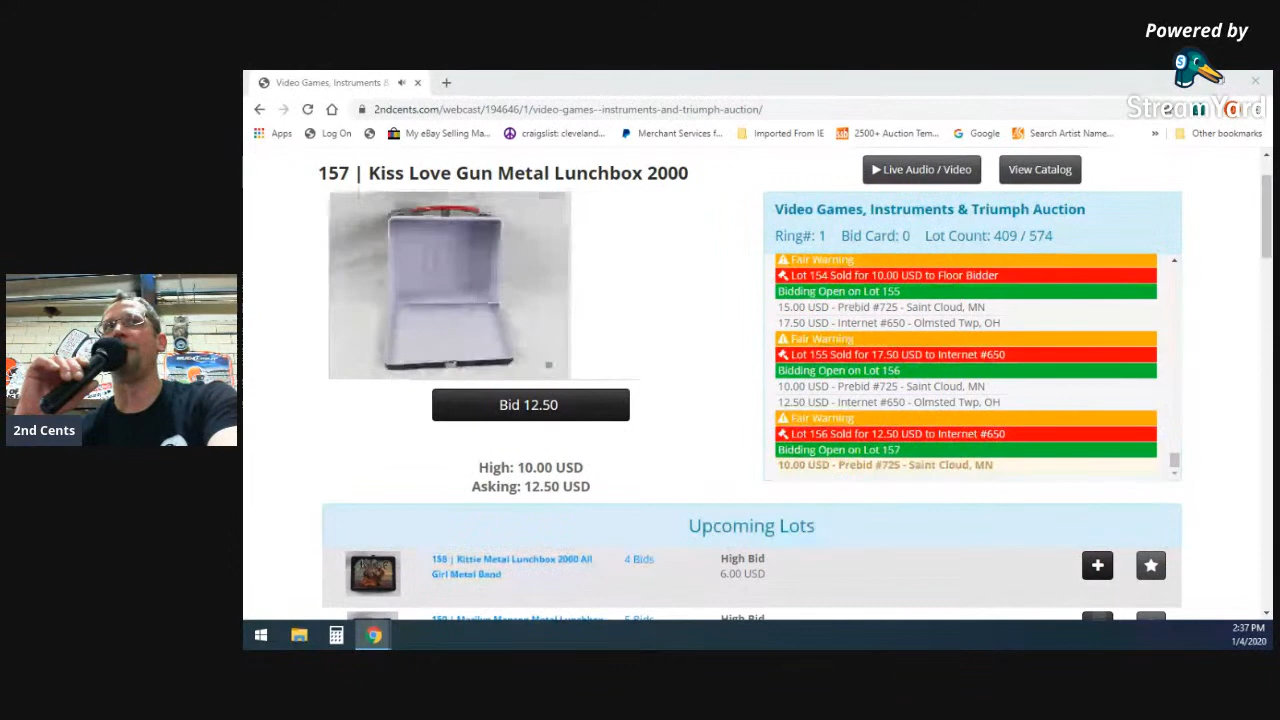 Powered by
StreamYard
Video Games, Instruments &
2ndcents.com/webcast/194646/1/video-games--instruments-and-triumph-auction/
Apps
Log On
My eBay Selling Ma...
craigslist: cleveland...
Merchant Services f...
Imported From IE
2500+ Auction Tem...
Google
Search Artist Name...
»
Other bookmarks
157 | Kiss Love Gun Metal Lunchbox 2000
Live Audio / Video
View Catalog
Video Games, Instruments & Triumph Auction
Ring#: 1 Bid Card: 0 Lot Count: 409 / 574
Fair Warning
Lot 154 Sold for 10.00 USD to Floor Bidder
Bidding Open on Lot 155
15.00 USD - Prebid #725 - Saint Cloud, MN
17.50 USD - Internet #650 - Olmsted Twp, OH
Fair Warning
Lot 155 Sold for 17.50 USD to Internet #650
Bidding Open on Lot 156
10.00 USD - Prebid #725 - Saint Cloud, MN
12.50 USD - Internet #650 - Olmsted Twp, OH
Fair Warning
Lot 156 Sold for 12.50 USD to Internet #650
Bidding Open on Lot 157
10.00 USD - Prebid #725 - Saint Cloud, MN
Bid 12.50
High: 10.00 USD
Asking: 12.50 USD
2nd Cents
Upcoming Lots
158 | Kittie Metal Lunchbox 2000 All
Girl Metal Band
4 Bids
High Bid
6.00 USD
159 | Marilyn Manson Metal Lunchbox
5 Bids
High Bid
2:37 PM
1/4/2020